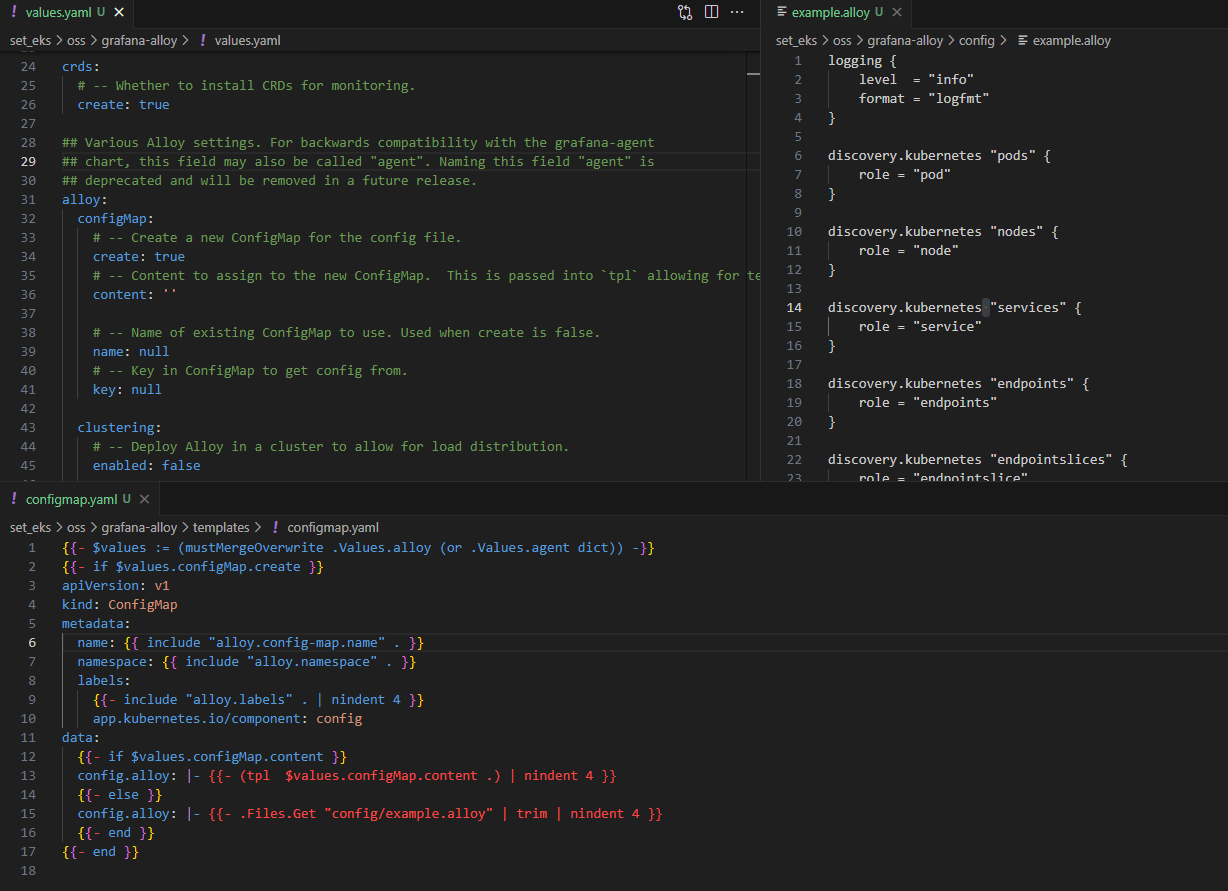 ! values.yaml U ×
set_eks > oss > grafana-alloy > ! values.yaml
24 crds:
25 # -- Whether to install CRDs for monitoring.
26 create: true
27
28 ## Various Alloy settings. For backwards compatibility with the grafana-agent
29 ## chart, this field may also be called "agent". Naming this field "agent" is
30 ## deprecated and will be removed in a future release.
31 alloy:
32 configMap:
33 # -- Create a new ConfigMap for the config file.
34 create: true
35 # -- Content to assign to the new ConfigMap.  This is passed into `tpl` allowing for te
36 content: ''
37
38 # -- Name of existing ConfigMap to use. Used when create is false.
39 name: null
40 # -- Key in ConfigMap to get config from.
41 key: null
42
43 clustering:
44 # -- Deploy Alloy in a cluster to allow for load distribution.
45 enabled: false
example.alloy U ×
set_eks > oss > grafana-alloy > config > example.alloy
1 logging {
2 level  = "info"
3 format = "logfmt"
4 }
5
6 discovery.kubernetes "pods" {
7 role = "pod"
8 }
9
10 discovery.kubernetes "nodes" {
11 role = "node"
12 }
13
14 discovery.kubernetes "services" {
15 role = "service"
16 }
17
18 discovery.kubernetes "endpoints" {
19 role = "endpoints"
20 }
21
22 discovery.kubernetes "endpointslices" {
23 role = "endpointslice"
! configmap.yaml U ×
set_eks > oss > grafana-alloy > templates > ! configmap.yaml
1 {{- $values := (mustMergeOverwrite .Values.alloy (or .Values.agent dict)) -}}
2 {{- if $values.configMap.create }}
3 apiVersion: v1
4 kind: ConfigMap
5 metadata:
6 name: {{ include "alloy.config-map.name" . }}
7 namespace: {{ include "alloy.namespace" . }}
8 labels:
9 {{- include "alloy.labels" . | nindent 4 }}
10 app.kubernetes.io/component: config
11 data:
12 {{- if $values.configMap.content }}
13 config.alloy: |- {{- (tpl  $values.configMap.content .) | nindent 4 }}
14 {{- else }}
15 config.alloy: |- {{- .Files.Get "config/example.alloy" | trim | nindent 4 }}
16 {{- end }}
17 {{- end }}
18